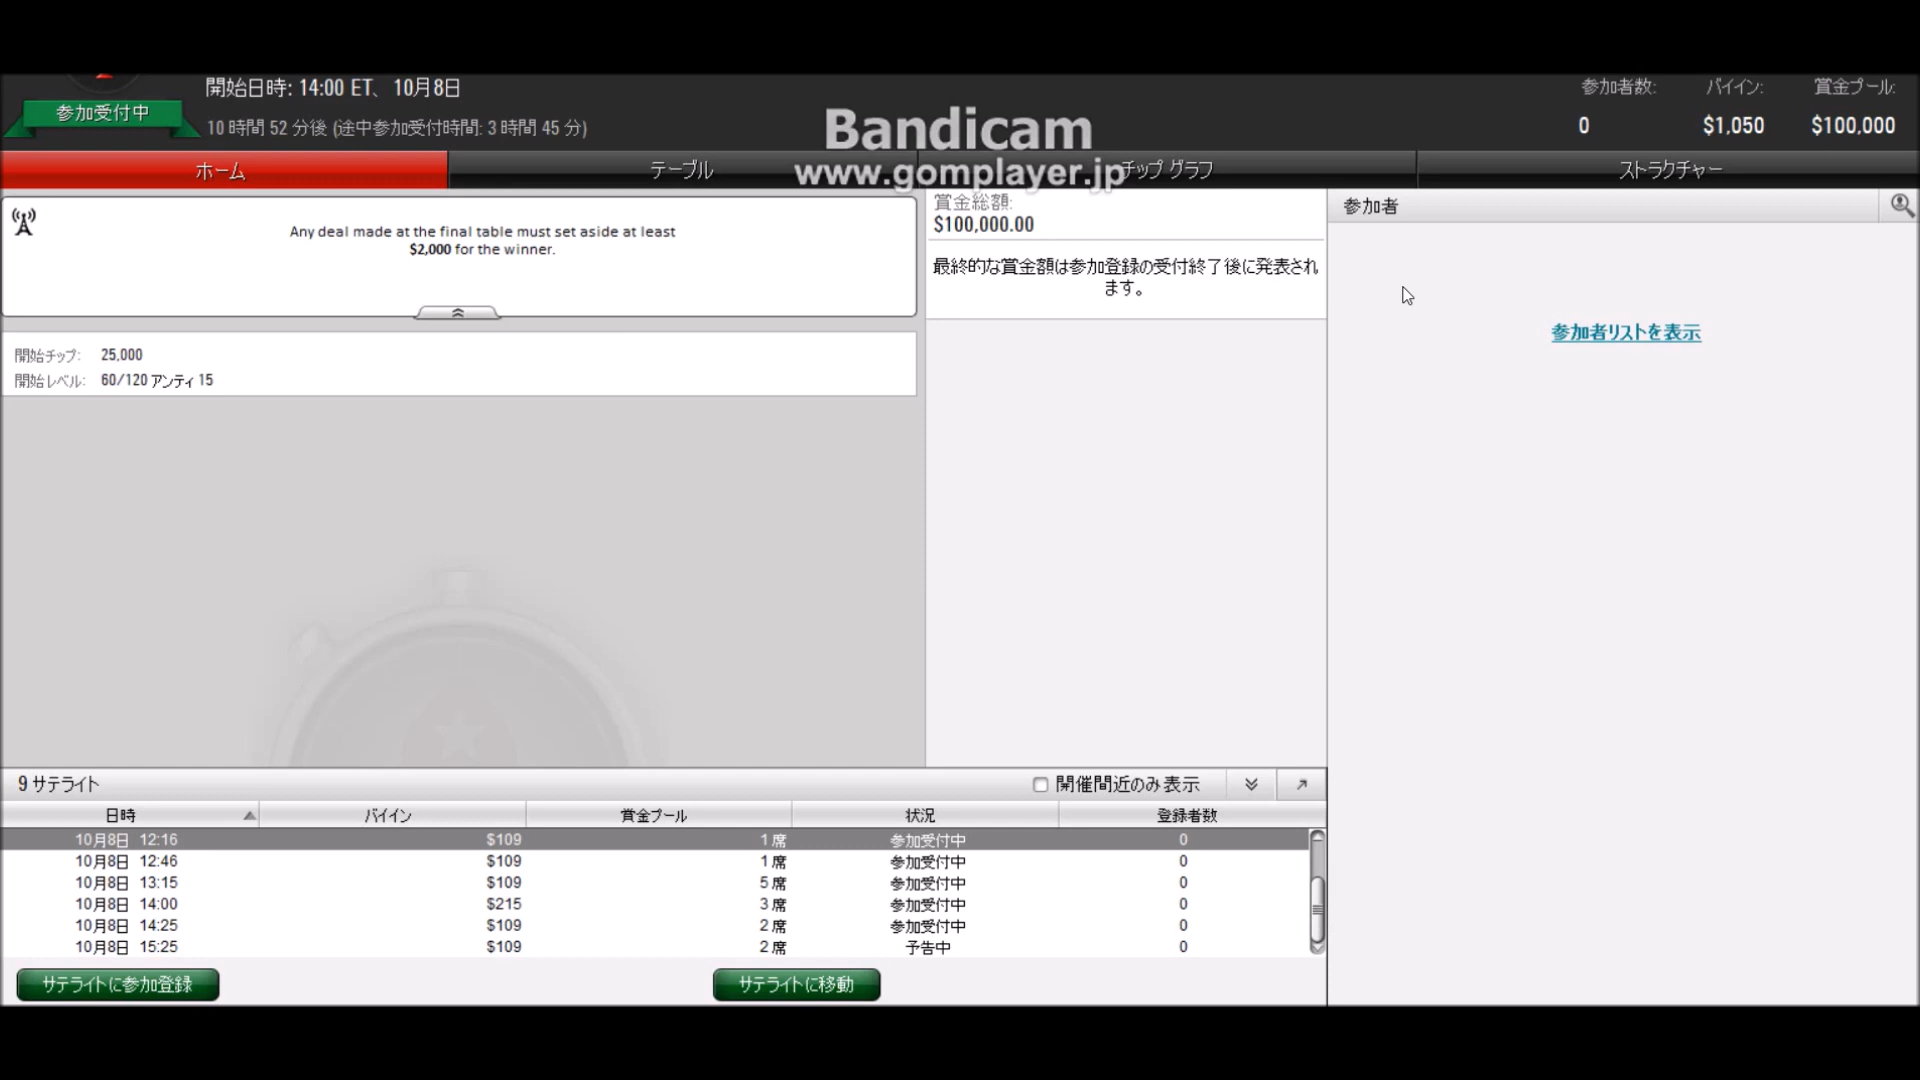 開始日時: 14:00 ET、 10月8日
参加受付中
10 時間 52 分後 (途中参加受付時間: 3 時間 45 分)
Bandicam
www.gomplayer.jp
参加者数: バイイン: 賞金プール:
0 $1,050 $100,000
ホーム テーブル チップ グラフ ストラクチャー
Any deal made at the final table must set aside at least
$2,000 for the winner.
開始チップ: 25,000
開始レベル: 60/120 アンティ 15
賞金総額:
$100,000.00
最終的な賞金額は参加登録の受付終了後に発表され
ます。
参加者
参加者リストを表示
9 サテライト 開催間近のみ表示
日時 バイイン 賞金プール 状況 登録者数
10月8日 12:16 $109 1 席 参加受付中 0
10月8日 12:46 $109 1 席 参加受付中 0
10月8日 13:15 $109 5 席 参加受付中 0
10月8日 14:00 $215 3 席 参加受付中 0
10月8日 14:25 $109 2 席 参加受付中 0
10月8日 15:25 $109 2 席 予告中 0
サテライトに参加登録 サテライトに移動